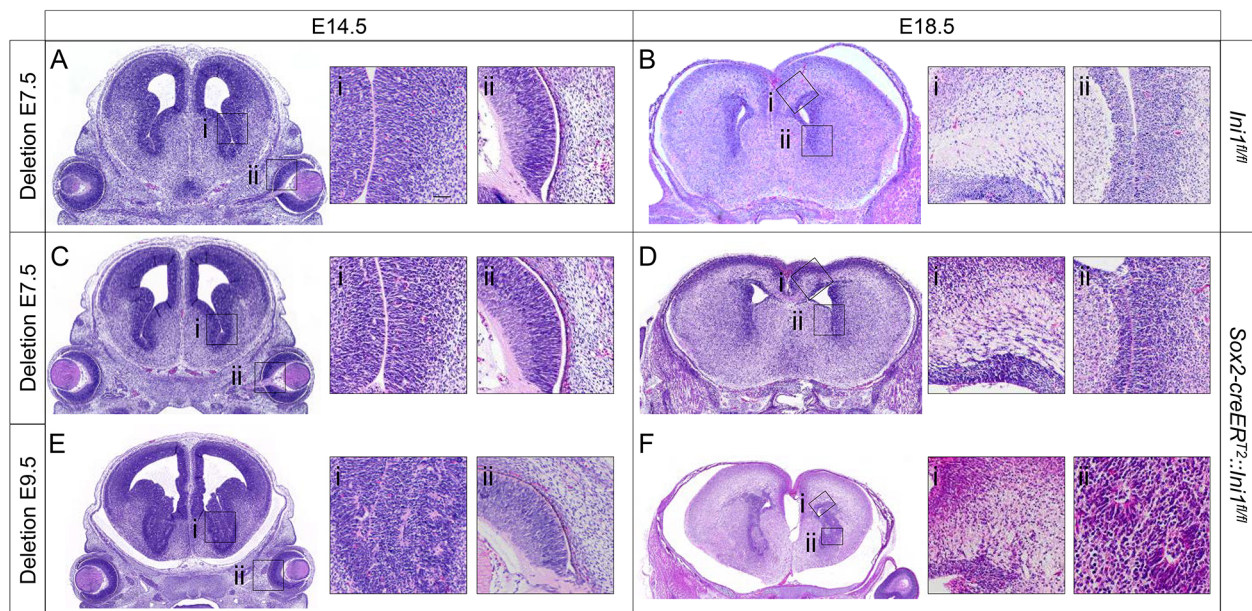 E14.5 E18.5
Deletion E7.5
A i ii i ii
B i ii i ii
Ini1fl/fl
Deletion E7.5
C i ii i ii
D i ii i ii
Sox2-creERT2::Ini1fl/fl
Deletion E9.5
E i ii i ii
F i ii i ii